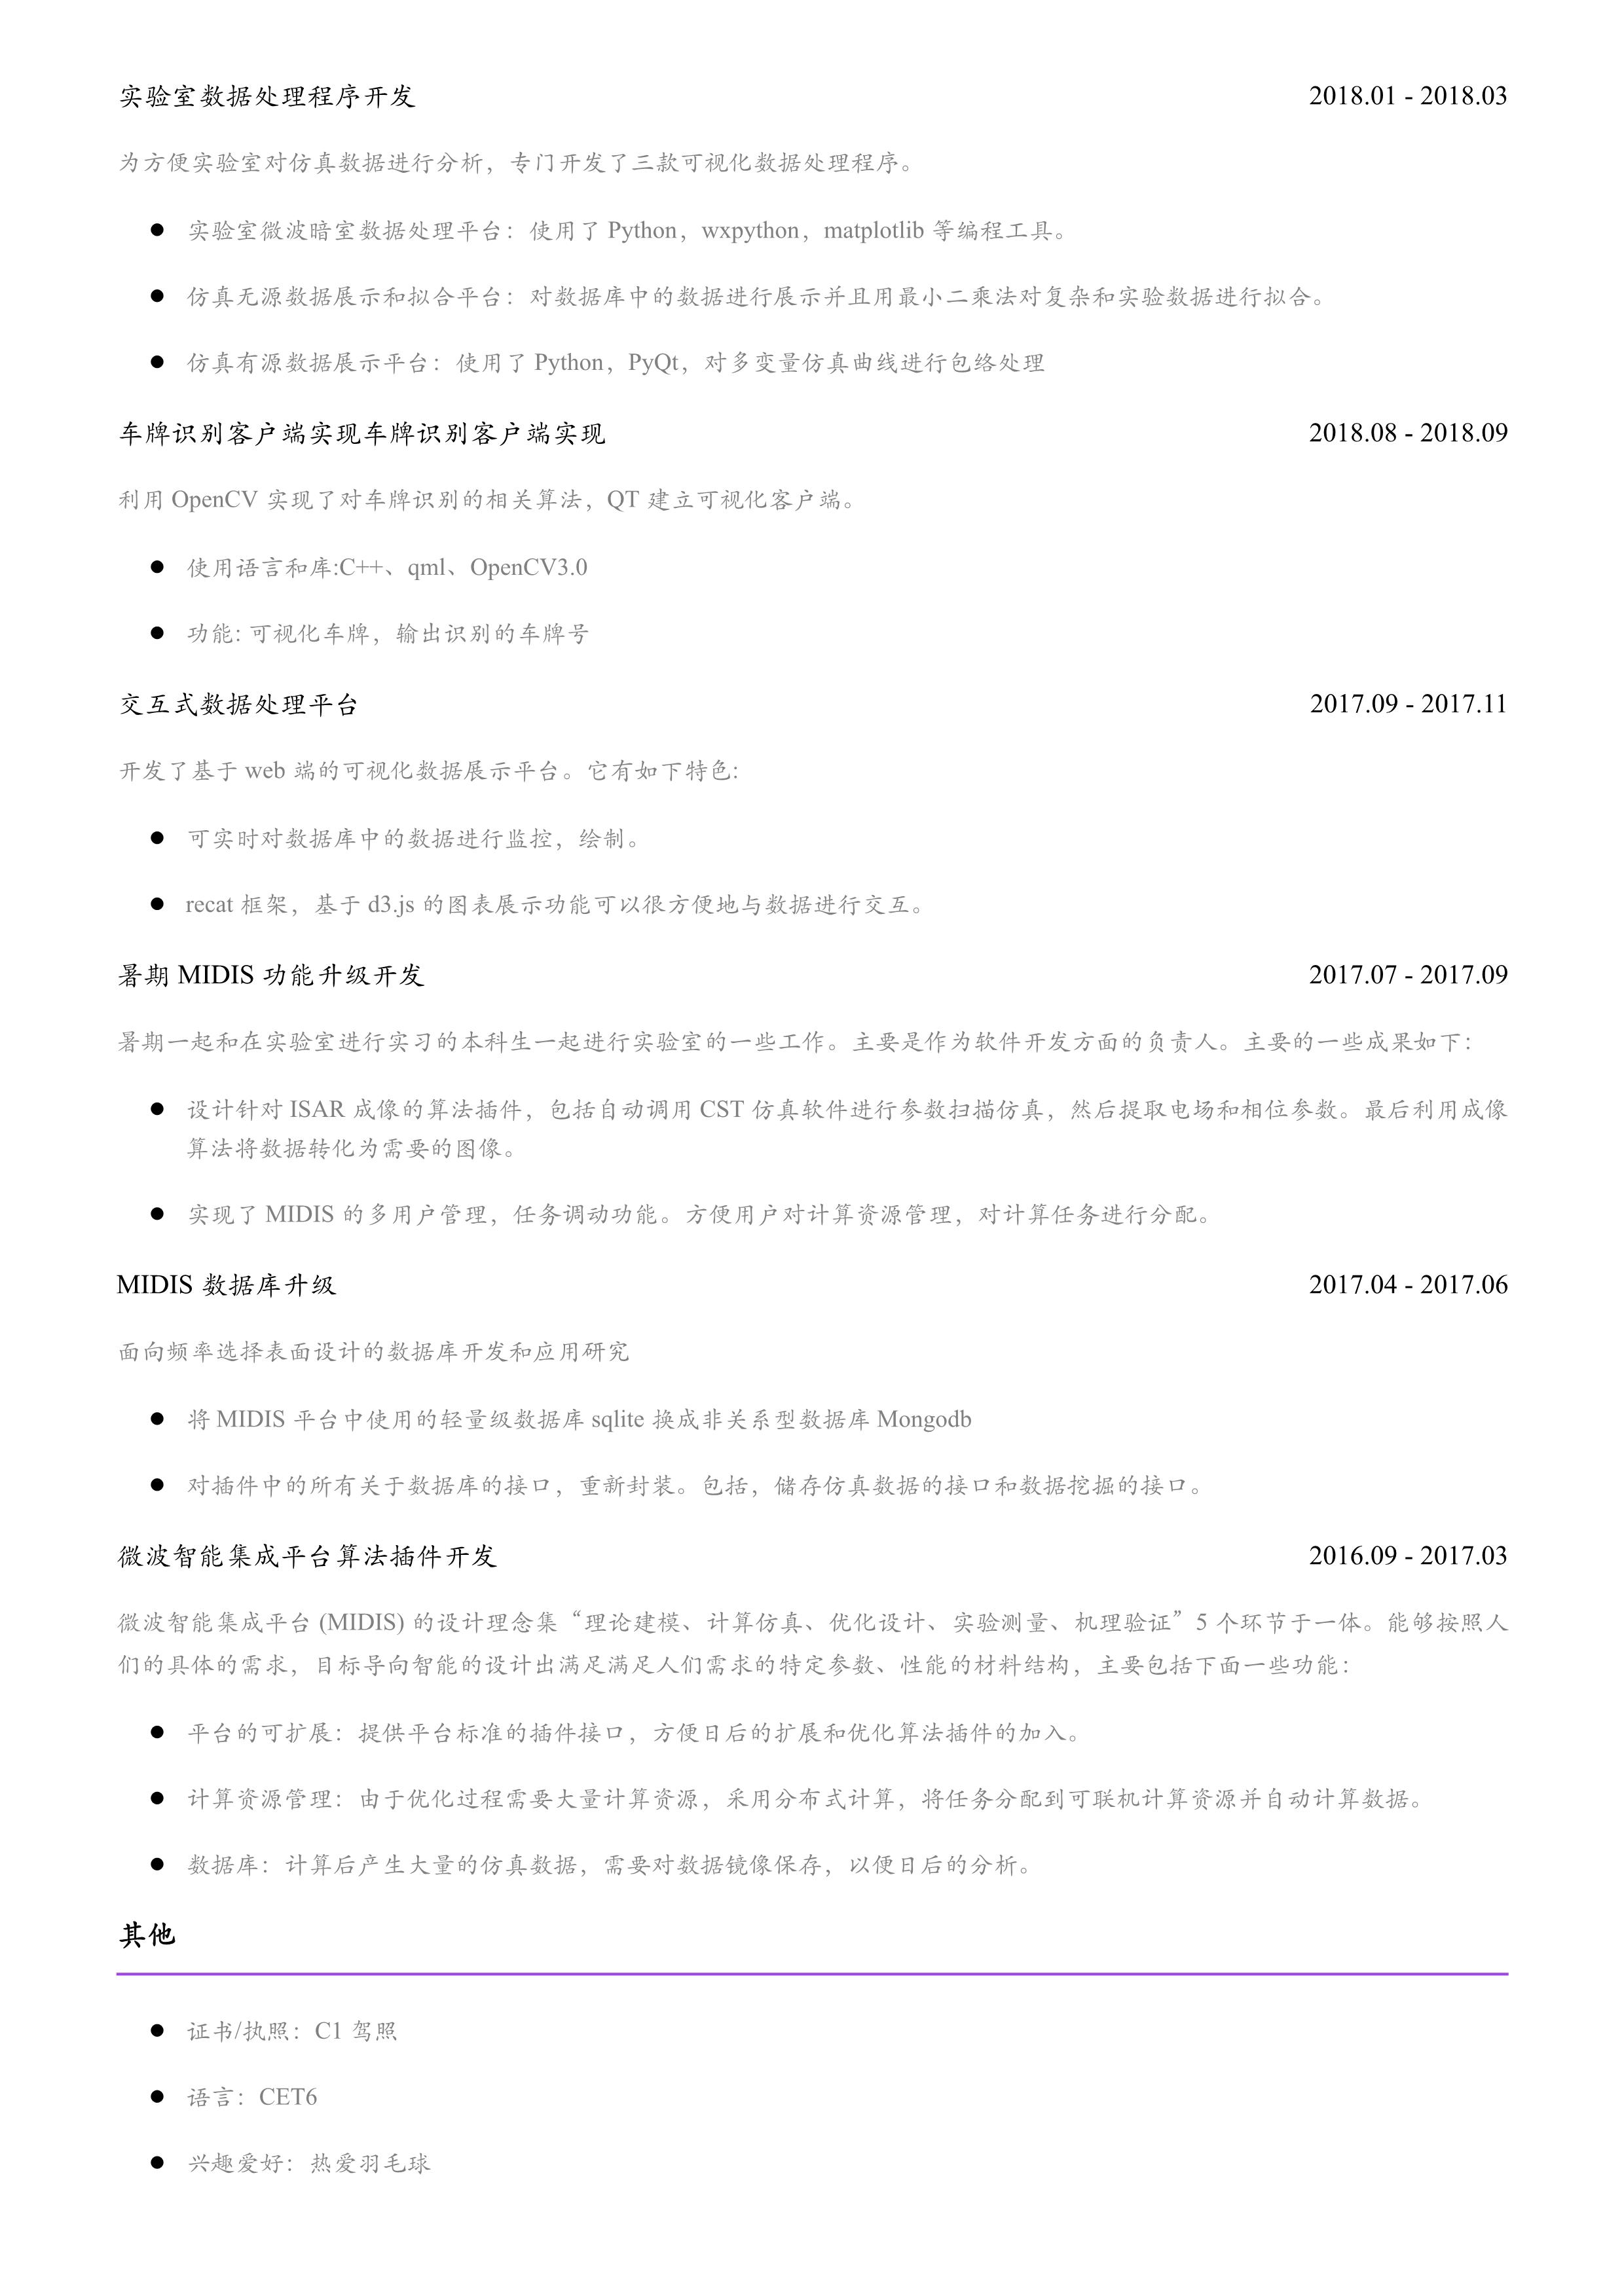 实验室数据处理程序开发 2018.01 - 2018.03
为方便实验室对仿真数据进行分析，专门开发了三款可视化数据处理程序。
● 实验室微波暗室数据处理平台：使用了 Python，wxpython，matplotlib 等编程工具。
● 仿真无源数据展示和拟合平台：对数据库中的数据进行展示并且用最小二乘法对复杂和实验数据进行拟合。
● 仿真有源数据展示平台：使用了 Python，PyQt，对多变量仿真曲线进行包络处理
车牌识别客户端实现车牌识别客户端实现 2018.08 - 2018.09
利用 OpenCV 实现了对车牌识别的相关算法，QT 建立可视化客户端。
● 使用语言和库:C++、qml、OpenCV3.0
● 功能: 可视化车牌，输出识别的车牌号
交互式数据处理平台 2017.09 - 2017.11
开发了基于 web 端的可视化数据展示平台。它有如下特色:
● 可实时对数据库中的数据进行监控，绘制。
● recat 框架，基于 d3.js 的图表展示功能可以很方便地与数据进行交互。
暑期 MIDIS 功能升级开发 2017.07 - 2017.09
暑期一起和在实验室进行实习的本科生一起进行实验室的一些工作。主要是作为软件开发方面的负责人。主要的一些成果如下：
● 设计针对 ISAR 成像的算法插件，包括自动调用 CST 仿真软件进行参数扫描仿真，然后提取电场和相位参数。最后利用成像
算法将数据转化为需要的图像。
● 实现了 MIDIS 的多用户管理，任务调动功能。方便用户对计算资源管理，对计算任务进行分配。
MIDIS 数据库升级 2017.04 - 2017.06
面向频率选择表面设计的数据库开发和应用研究
● 将 MIDIS 平台中使用的轻量级数据库 sqlite 换成非关系型数据库 Mongodb
● 对插件中的所有关于数据库的接口，重新封装。包括，储存仿真数据的接口和数据挖掘的接口。
微波智能集成平台算法插件开发 2016.09 - 2017.03
微波智能集成平台 (MIDIS) 的设计理念集“理论建模、计算仿真、优化设计、实验测量、机理验证”5 个环节于一体。能够按照人
们的具体的需求，目标导向智能的设计出满足满足人们需求的特定参数、性能的材料结构，主要包括下面一些功能：
● 平台的可扩展：提供平台标准的插件接口，方便日后的扩展和优化算法插件的加入。
● 计算资源管理：由于优化过程需要大量计算资源，采用分布式计算，将任务分配到可联机计算资源并自动计算数据。
● 数据库：计算后产生大量的仿真数据，需要对数据镜像保存，以便日后的分析。
其他
● 证书/执照：C1 驾照
● 语言：CET6
● 兴趣爱好：热爱羽毛球